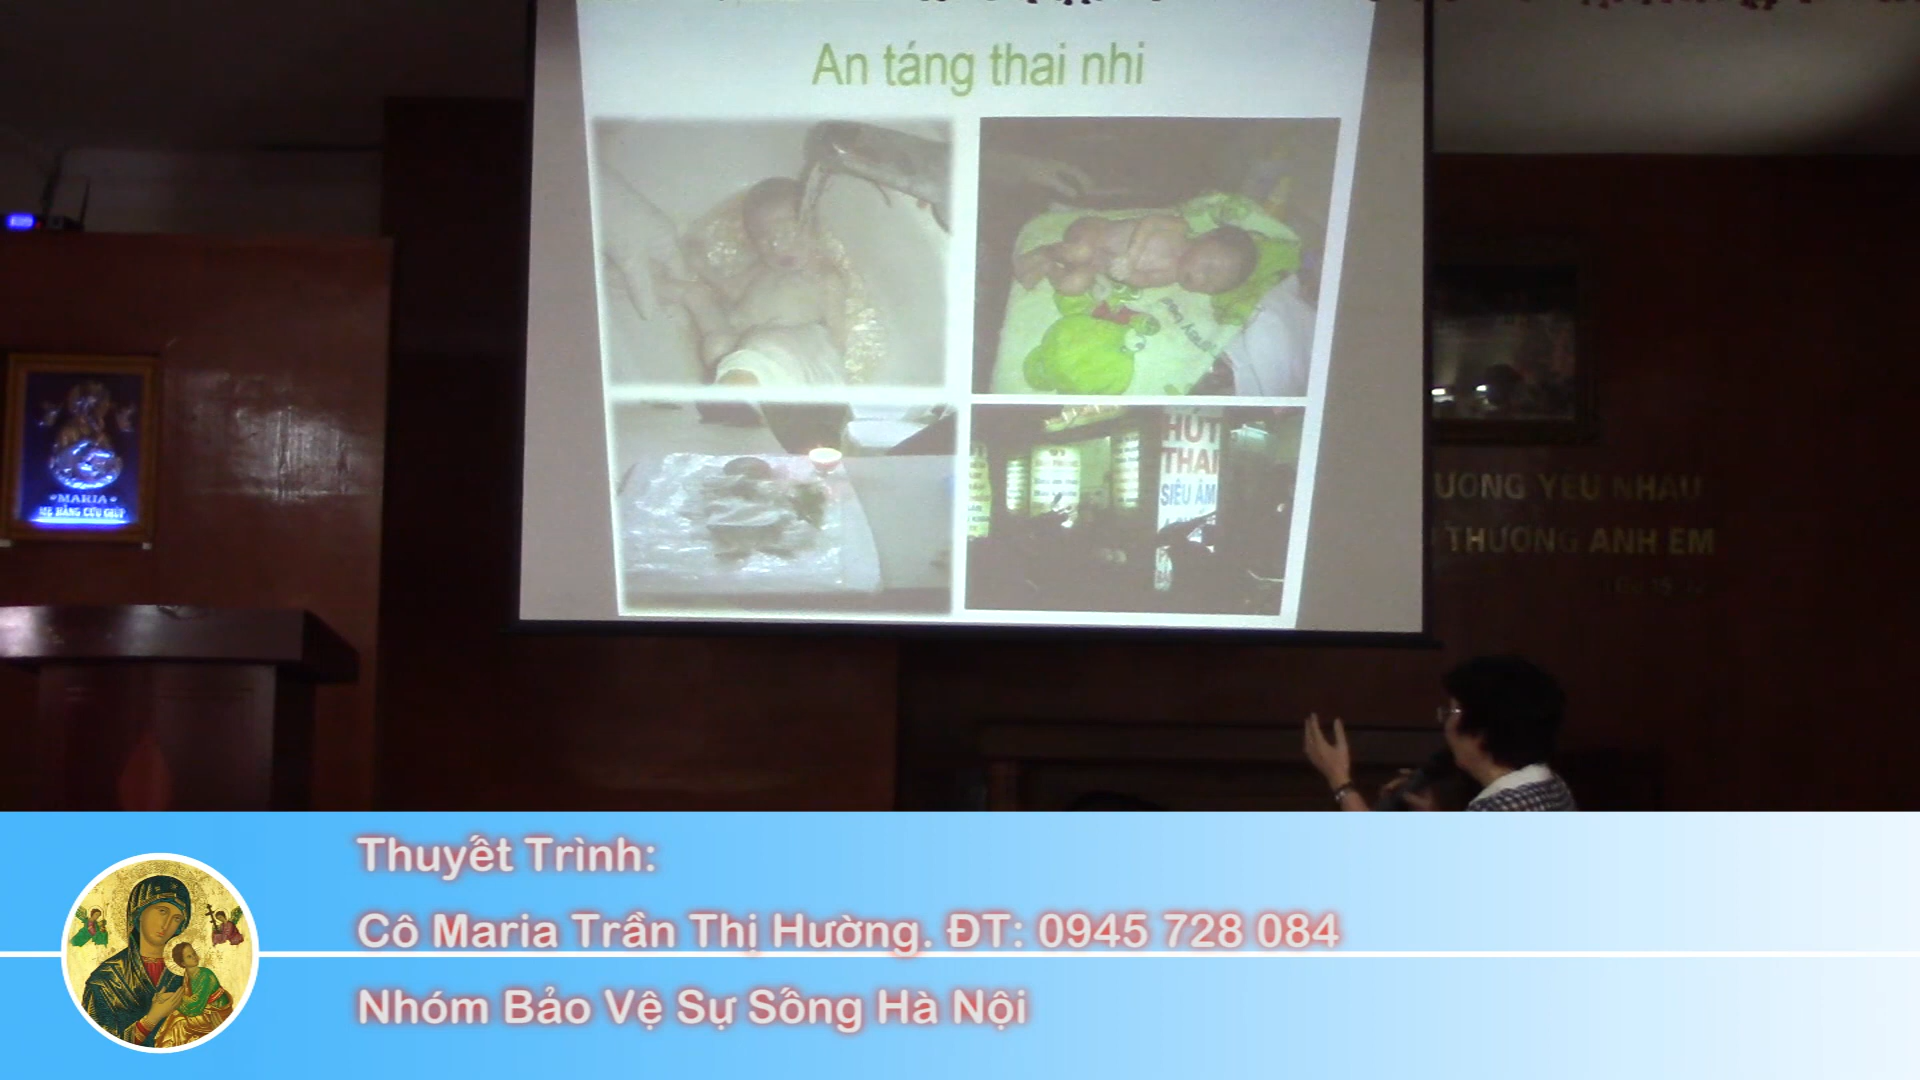 An táng thai nhi
HÚT
THAI
SIÊU ÂM
MARIA
MẸ HẰNG CỨU GIÚP
ƯƠNG YÊU NHAU
THƯƠNG ANH EM
Thuyết Trình:
Cô Maria Trần Thị Hường. ĐT: 0945 728 084
Nhóm Bảo Vệ Sự Sống Hà Nội